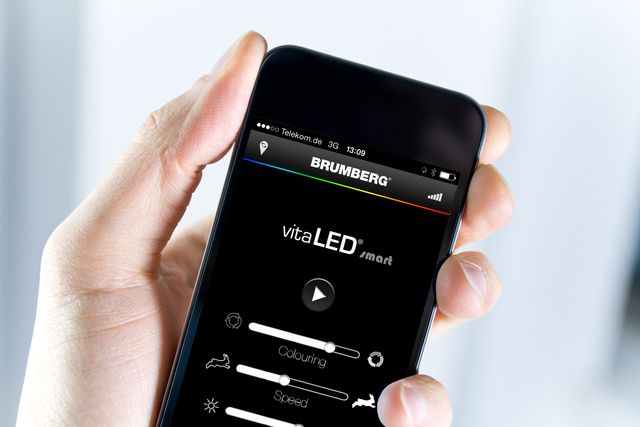 Telekom.de 3G 13:09
BRUMBERG®
vitaLED® smart
Colouring
Speed